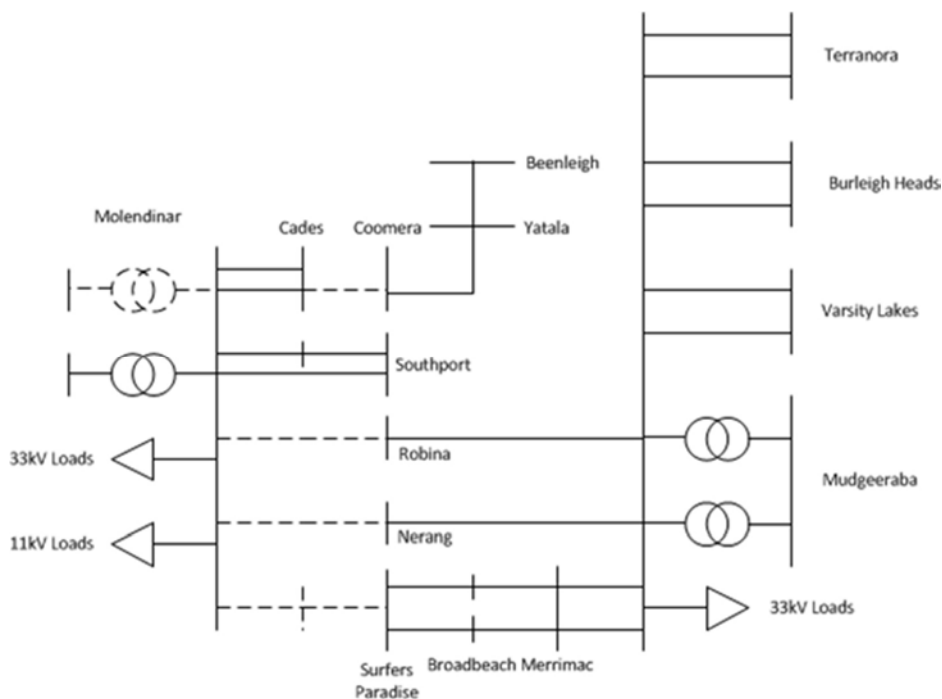 Terranora
Beenleigh
Burleigh Heads
Molendinar
Cades
Coomera
Yatala
Varsity Lakes
Southport
33kV Loads
Robina
Mudgeeraba
11kV Loads
Nerang
33kV Loads
Surfers
Paradise
Broadbeach Merrimac